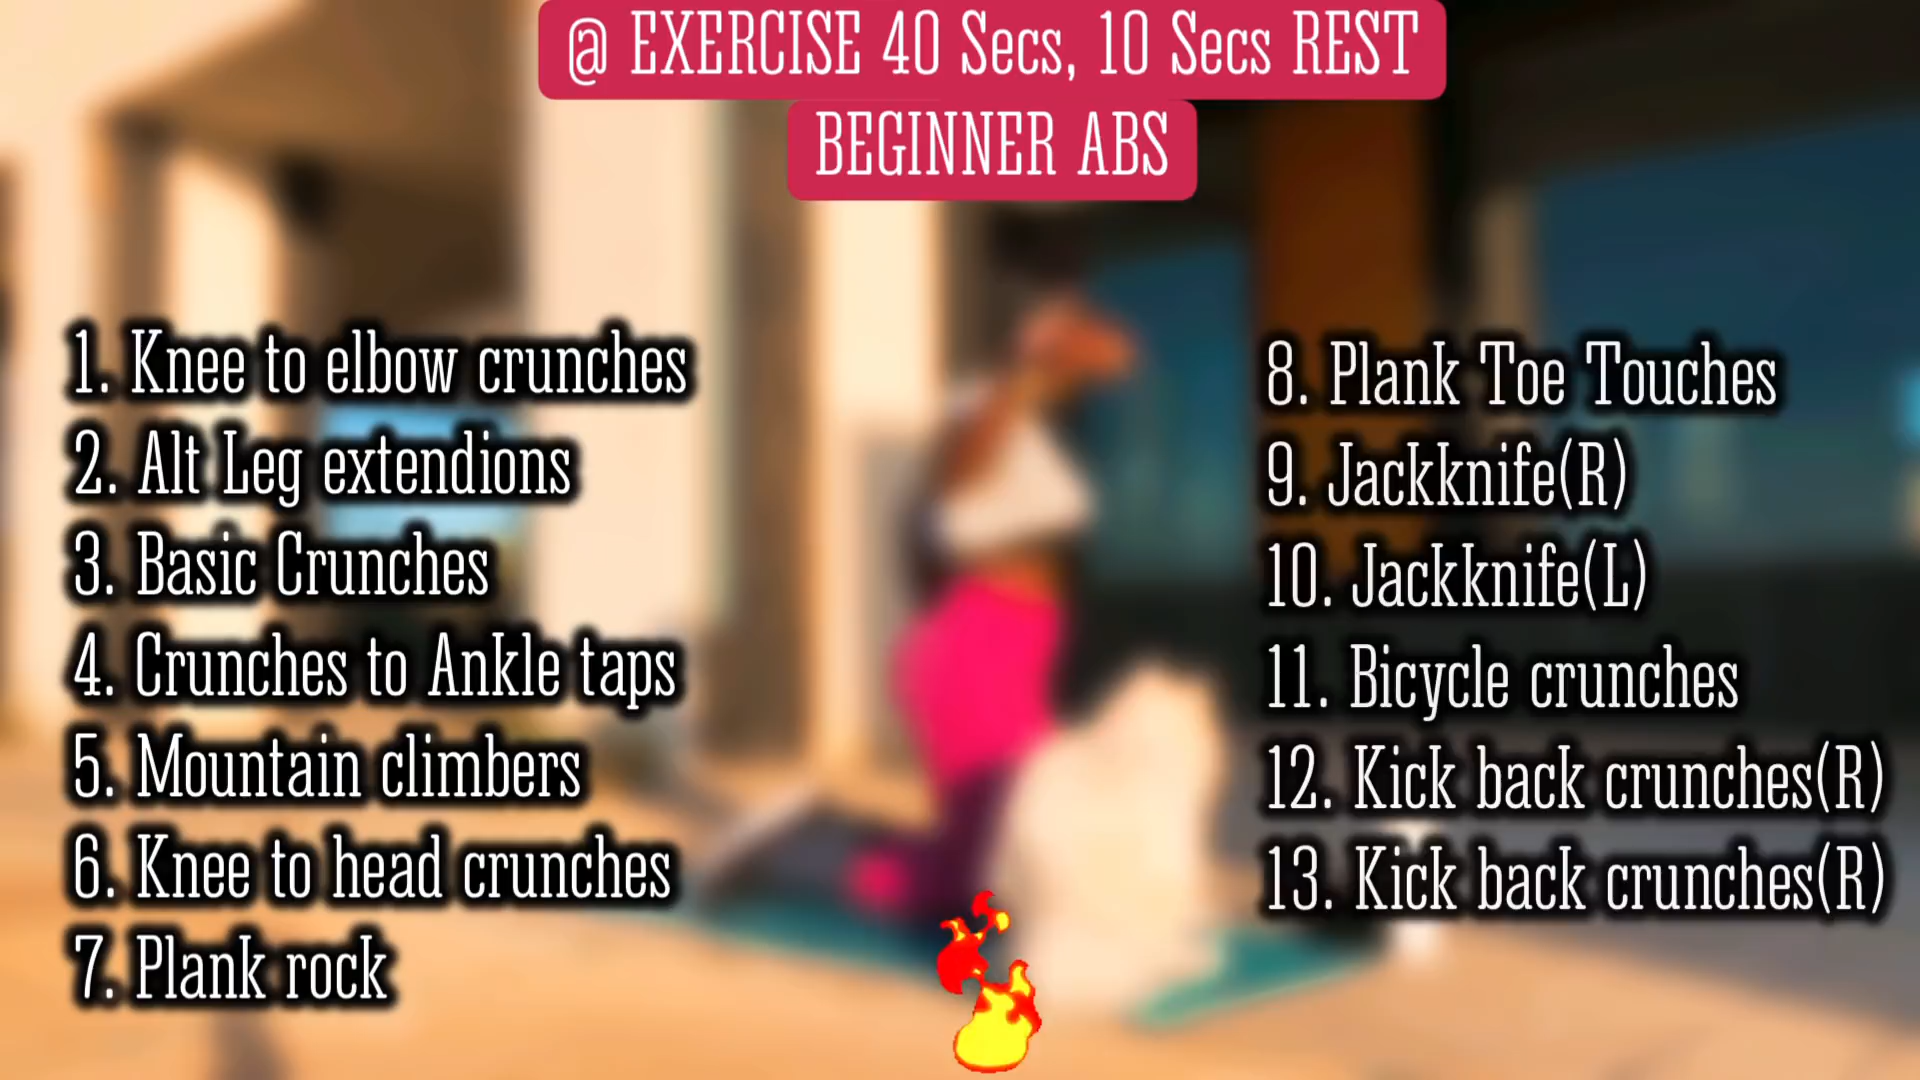 @ EXERCISE 40 Secs, 10 Secs REST
BEGINNER ABS
1. Knee to elbow crunches
2. Alt Leg extendions
3. Basic Crunches
4. Crunches to Ankle taps
5. Mountain climbers
6. Knee to head crunches
7. Plank rock
8. Plank Toe Touches
9. Jackknife(R)
10. Jackknife(L)
11. Bicycle crunches
12. Kick back crunches(R)
13. Kick back crunches(R)